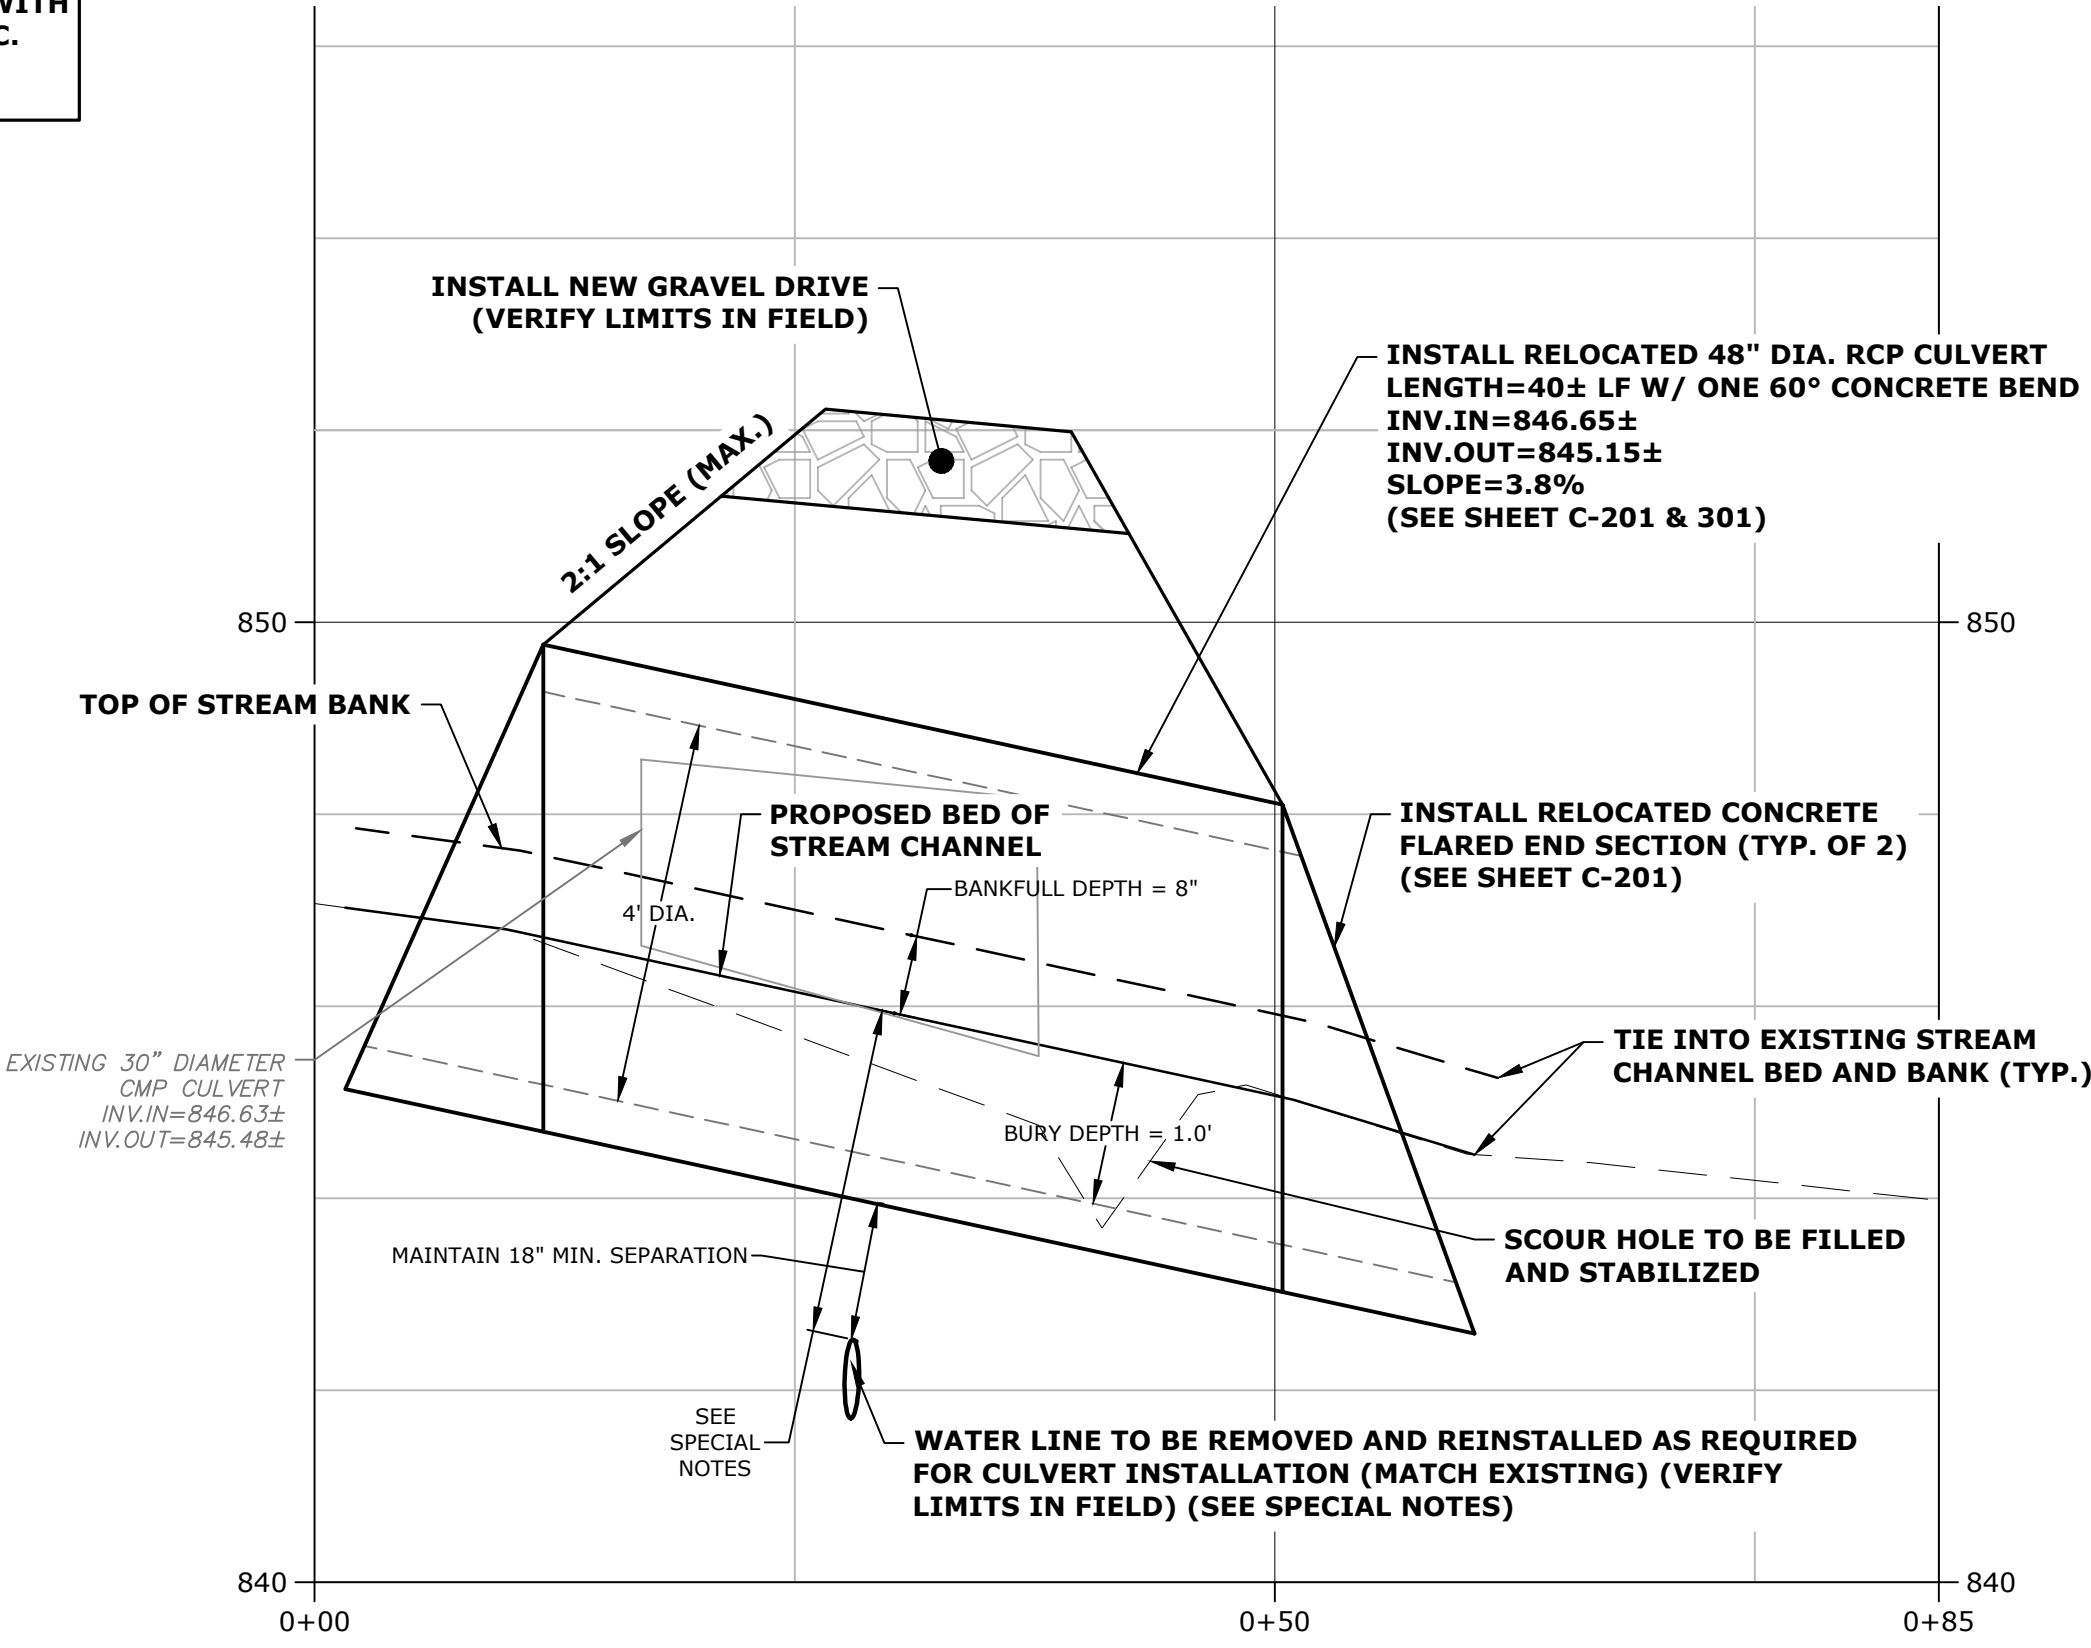 WITH
C.
INSTALL NEW GRAVEL DRIVE
(VERIFY LIMITS IN FIELD)
INSTALL RELOCATED 48" DIA. RCP CULVERT
LENGTH=40± LF W/ ONE 60° CONCRETE BEND
INV.IN=846.65±
INV.OUT=845.15±
SLOPE=3.8%
(SEE SHEET C-201 & 301)
2:1 SLOPE (MAX.)
850
850
TOP OF STREAM BANK
PROPOSED BED OF
STREAM CHANNEL
INSTALL RELOCATED CONCRETE
FLARED END SECTION (TYP. OF 2)
(SEE SHEET C-201)
BANKFULL DEPTH = 8"
4' DIA.
EXISTING 30” DIAMETER
CMP CULVERT
INV.IN=846.63±
INV.OUT=845.48±
TIE INTO EXISTING STREAM
CHANNEL BED AND BANK (TYP.)
BURY DEPTH = 1.0'
MAINTAIN 18" MIN. SEPARATION
SCOUR HOLE TO BE FILLED
AND STABILIZED
SEE
SPECIAL
NOTES
WATER LINE TO BE REMOVED AND REINSTALLED AS REQUIRED
FOR CULVERT INSTALLATION (MATCH EXISTING) (VERIFY
LIMITS IN FIELD) (SEE SPECIAL NOTES)
840
840
0+00
0+50
0+85